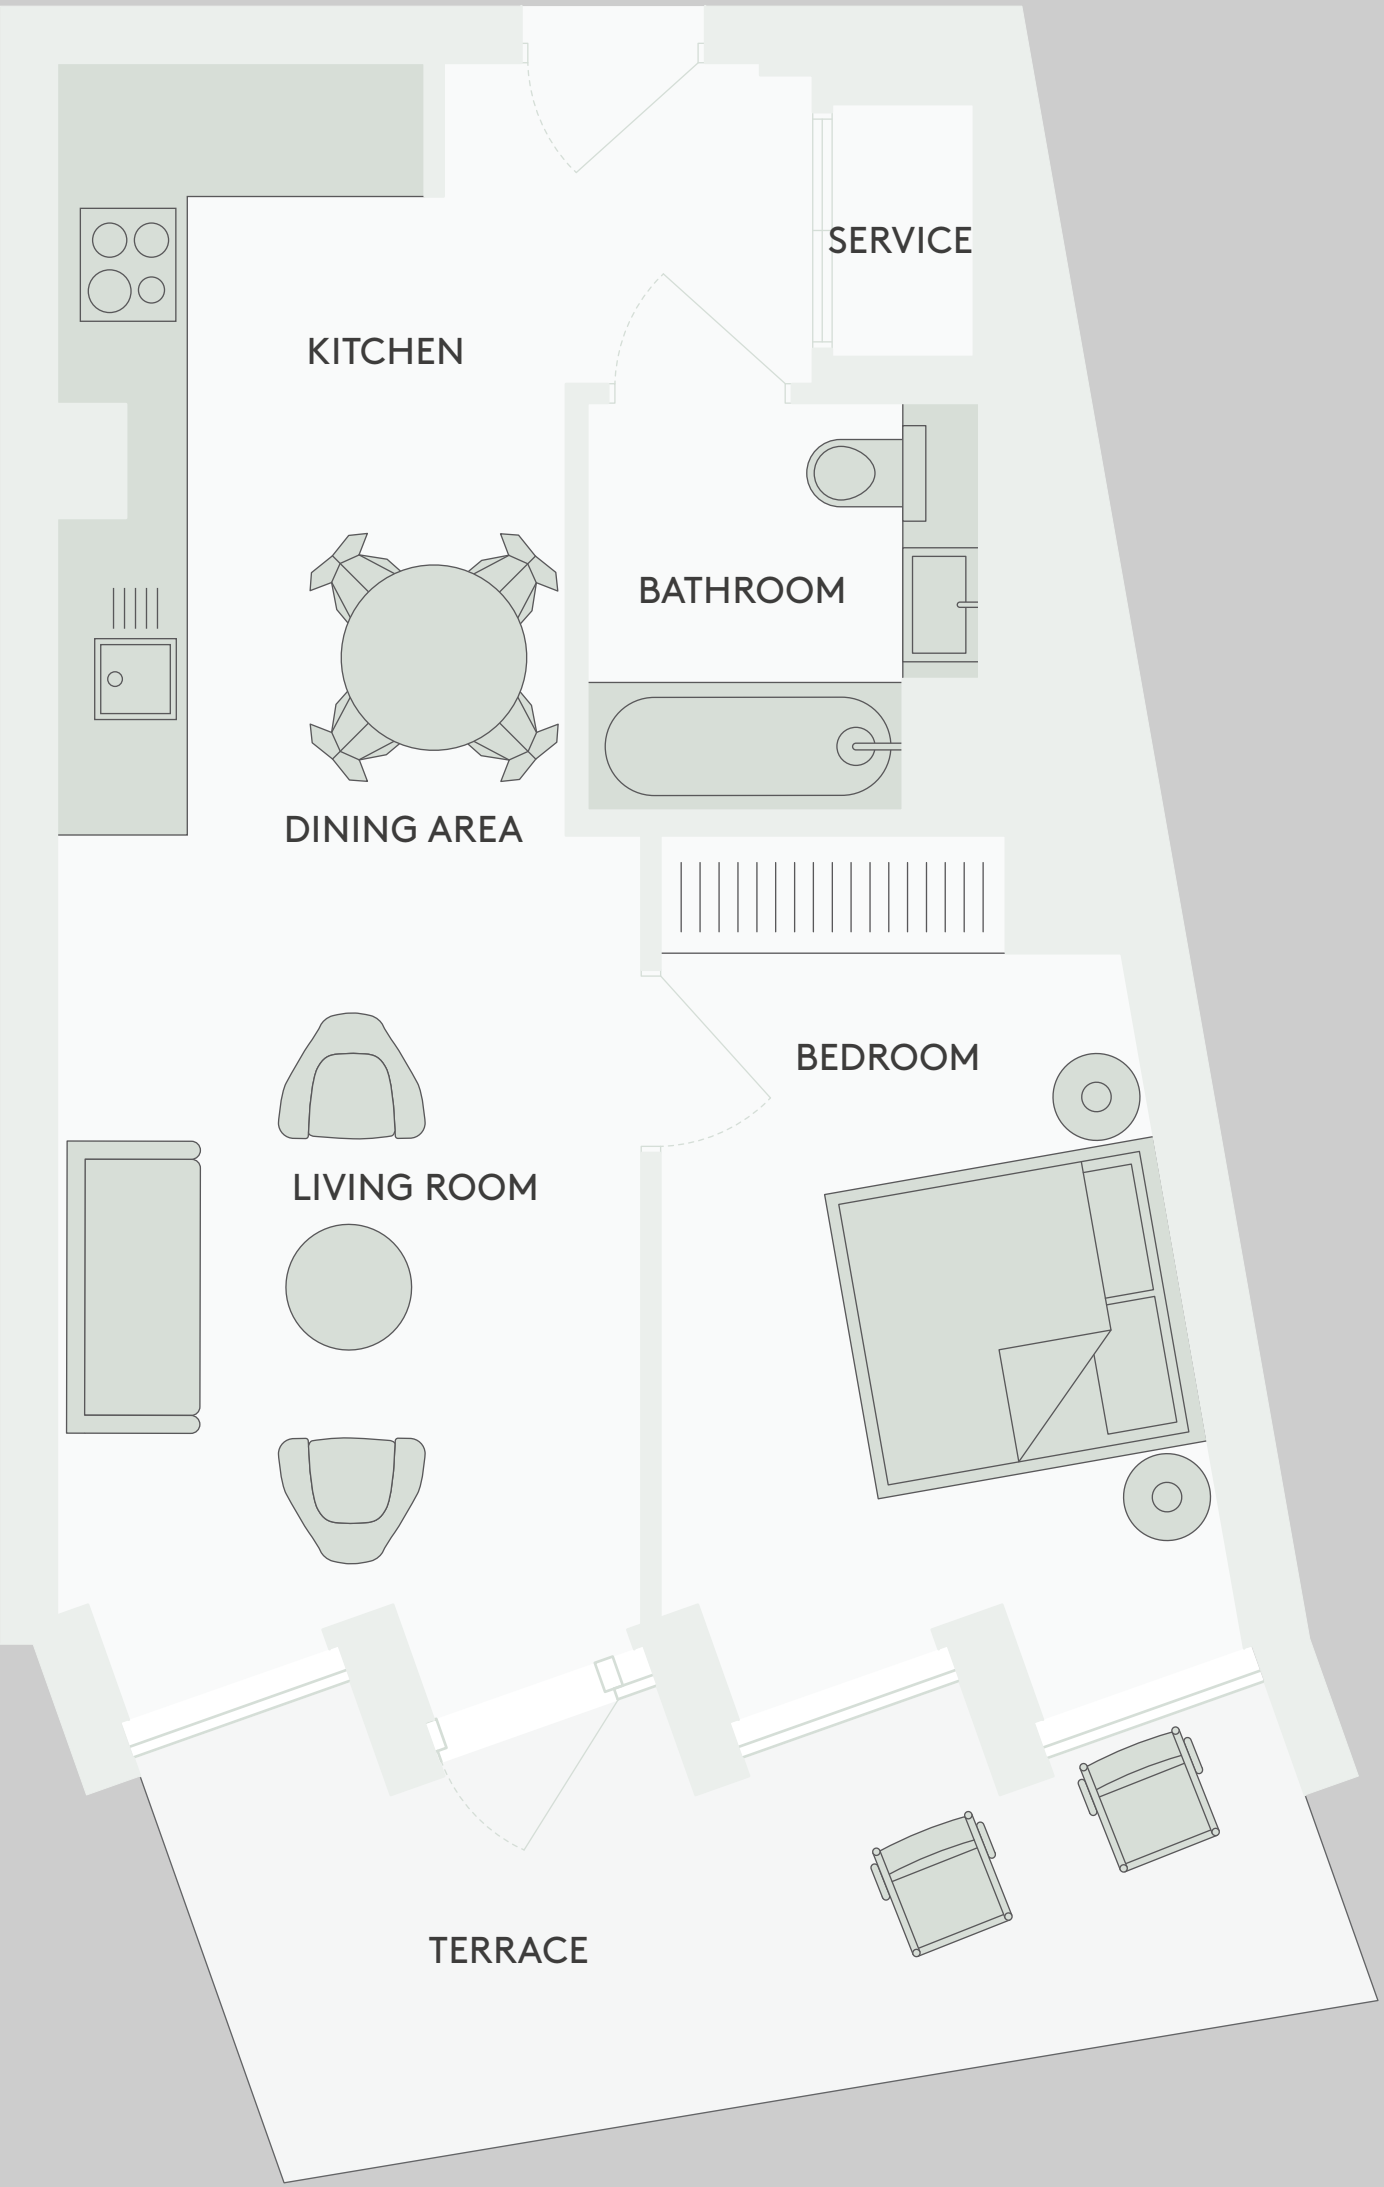 SERVICE
KITCHEN
BATHROOM
DINING AREA
BEDROOM
LIVING ROOM
TERRACE